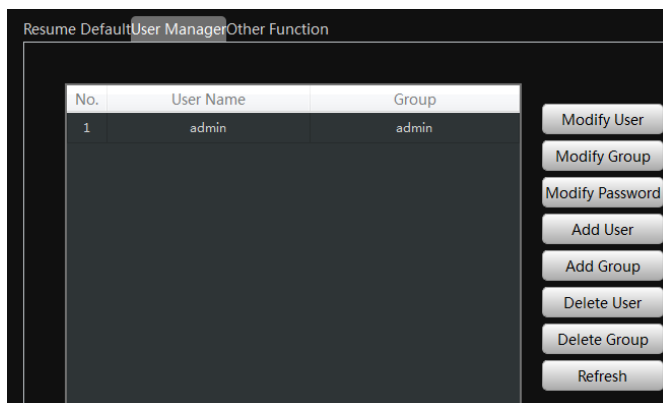 Resume Default User Manager Other Function
No. User Name Group
1 admin admin
Modify User
Modify Group
Modify Password
Add User
Add Group
Delete User
Delete Group
Refresh